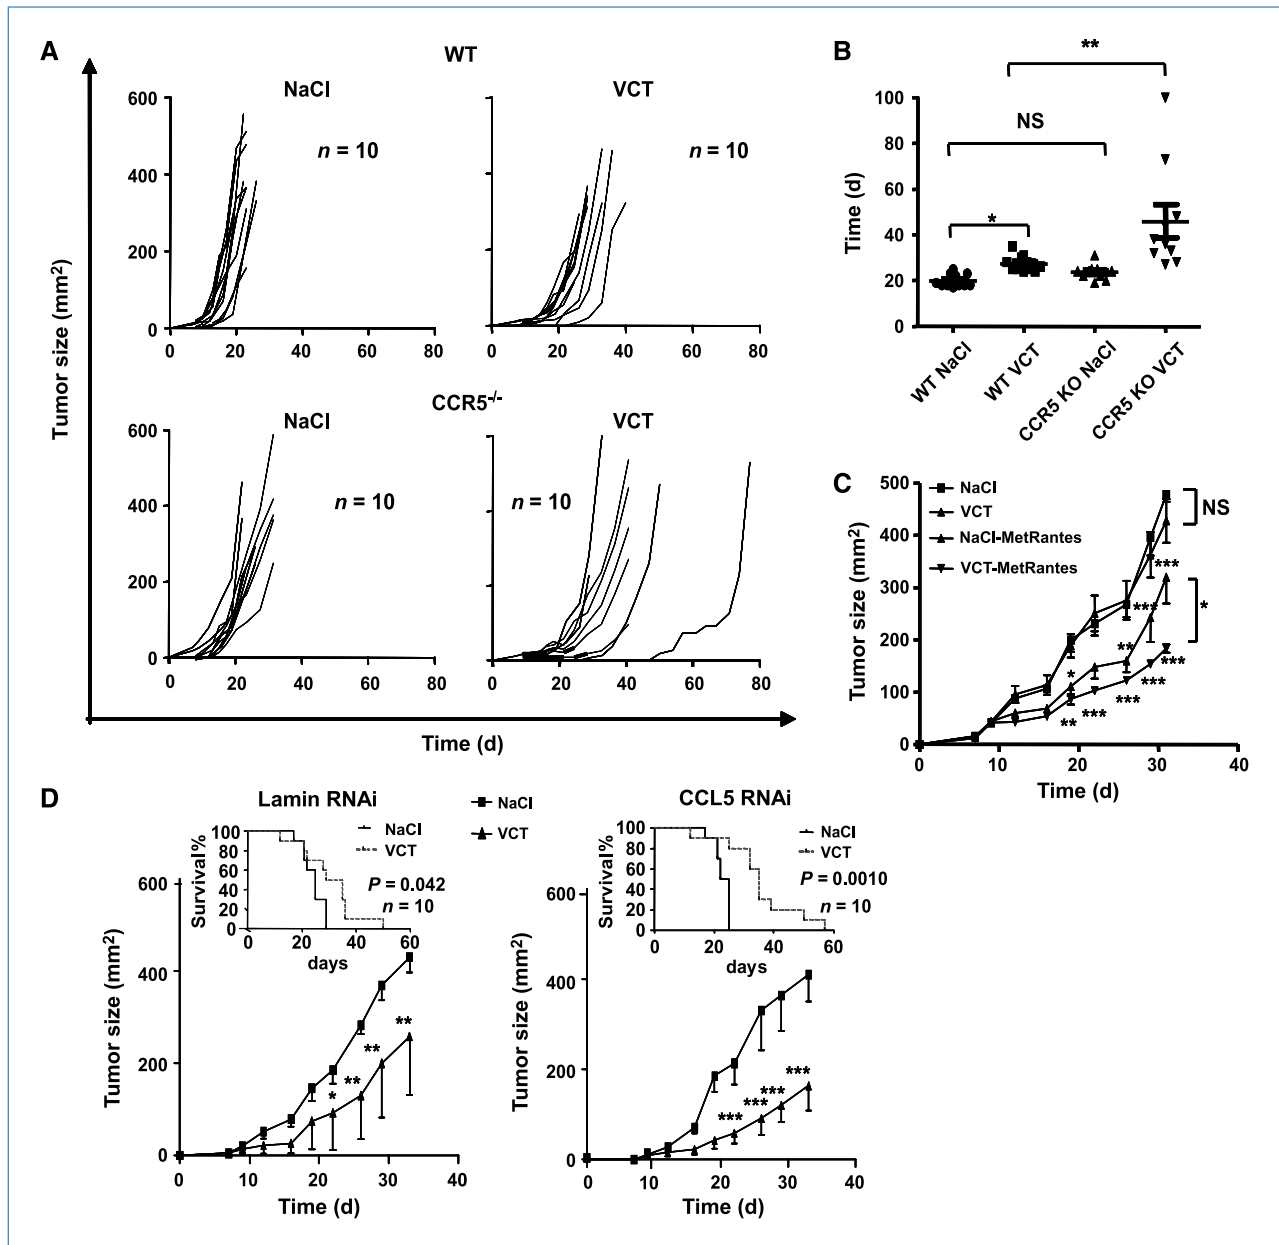 A
WT
NaCl
VCT
600
400
200
0
n = 10
n = 10
0 20 40 60 80
0 20 40 60 80
Tumor size (mm2)
CCR5-/-
NaCl
VCT
600
400
200
0
n = 10
n = 10
0 20 40 60 80
0 20 40 60 80
Time (d)
B
**
NS
*
100
80
60
40
20
0
Time (d)
WT NaCl
WT VCT
CCR5 KO NaCl
CCR5 KO VCT
C
500
400
300
200
100
0
Tumor size (mm2)
NaCl
VCT
NaCl-MetRantes
VCT-MetRantes
NS
***
***
*
**
*
***
***
***
***
**
0 10 20 30 40
Time (d)
D
Lamin RNAi
NaCl
VCT
100
80
60
40
20
0
Survival%
NaCl
VCT
P = 0.042
n = 10
0 20 40 60
days
600
400
200
0
Tumor size (mm2)
**
**
**
*
0 10 20 30 40
Time (d)
CCL5 RNAi
100
80
60
40
20
0
Survival%
NaCl
VCT
P = 0.0010
n = 10
0 20 40 60
days
600
400
200
0
Tumor size (mm2)
***
***
***
***
0 10 20 30 40
Time (d)